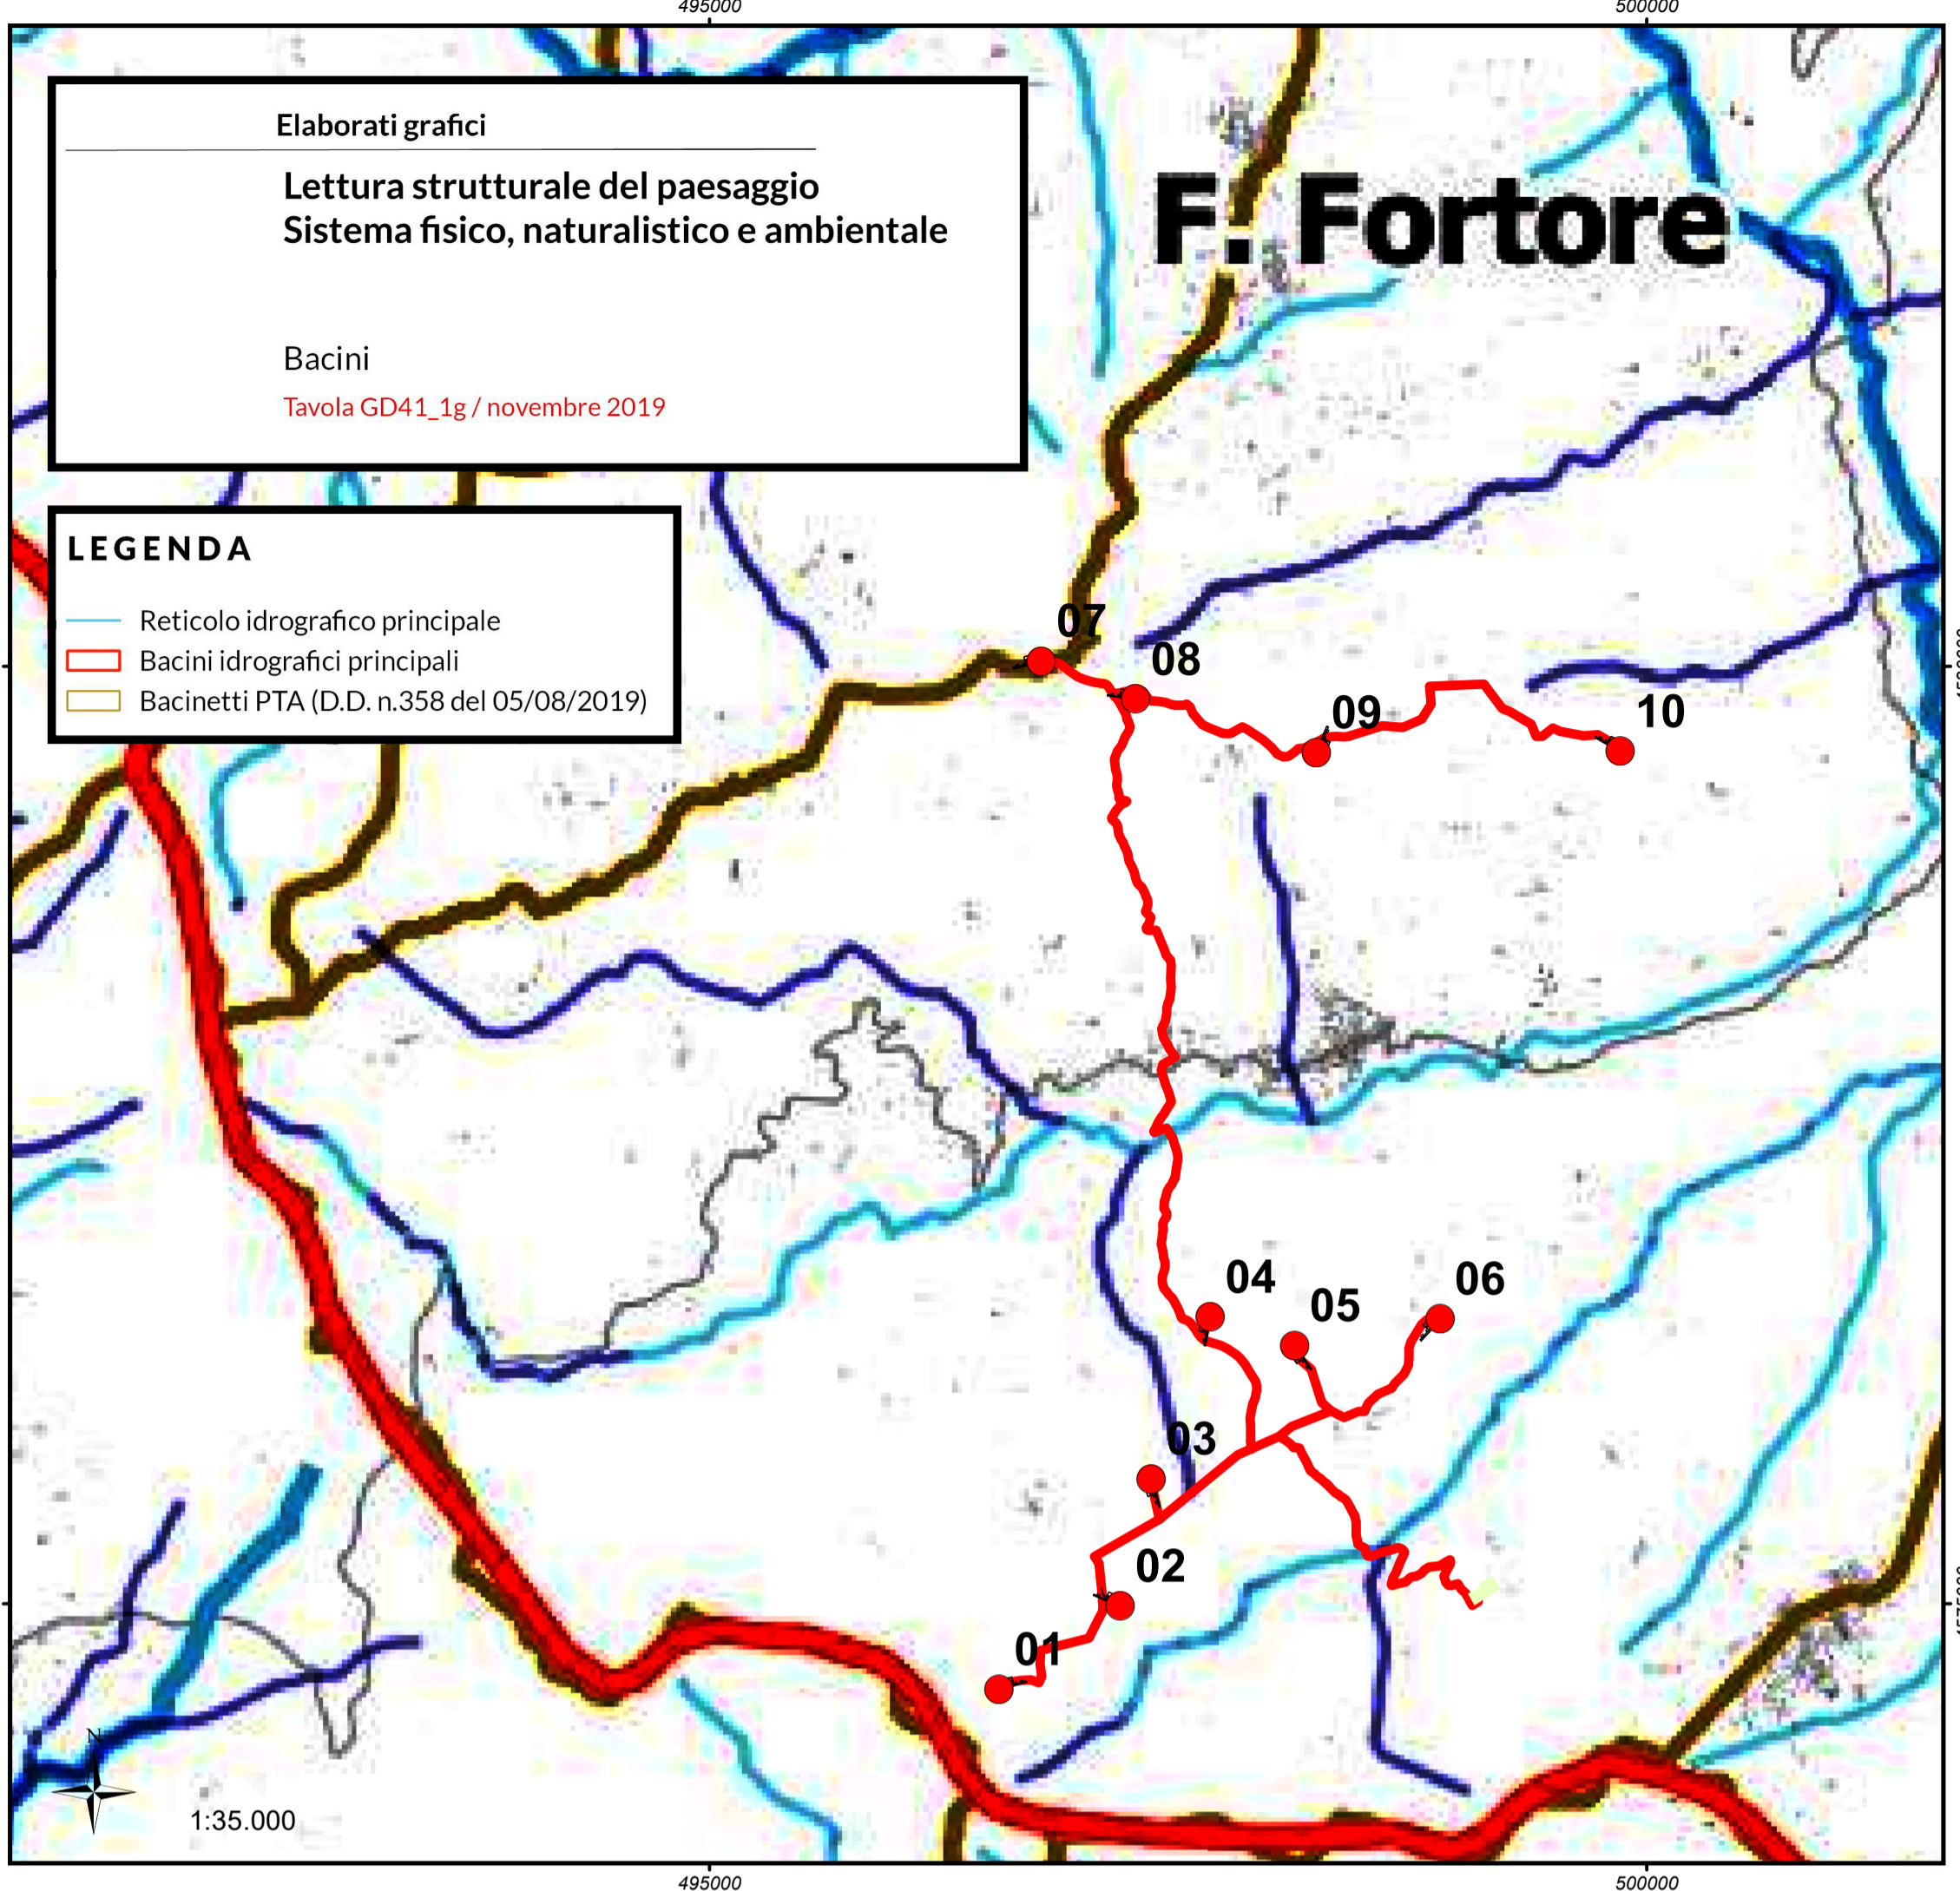 495000
500000
Elaborati grafici
Lettura strutturale del paesaggio
Sistema fisico, naturalistico e ambientale
Bacini
Tavola GD41_1g / novembre 2019
F. Fortore
LEGENDA
Reticolo idrografico principale
Bacini idrografici principali
Bacinetti PTA (D.D. n.358 del 05/08/2019)
07
08
09
10
04
05
06
03
02
01
N
1:35.000
495000
500000